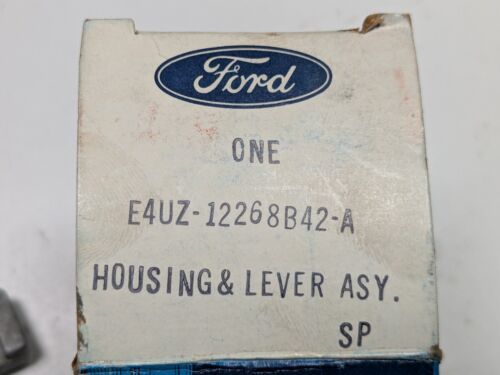 Ford
ONE
E4UZ-12268B42-A
HOUSING & LEVER ASY.
SP